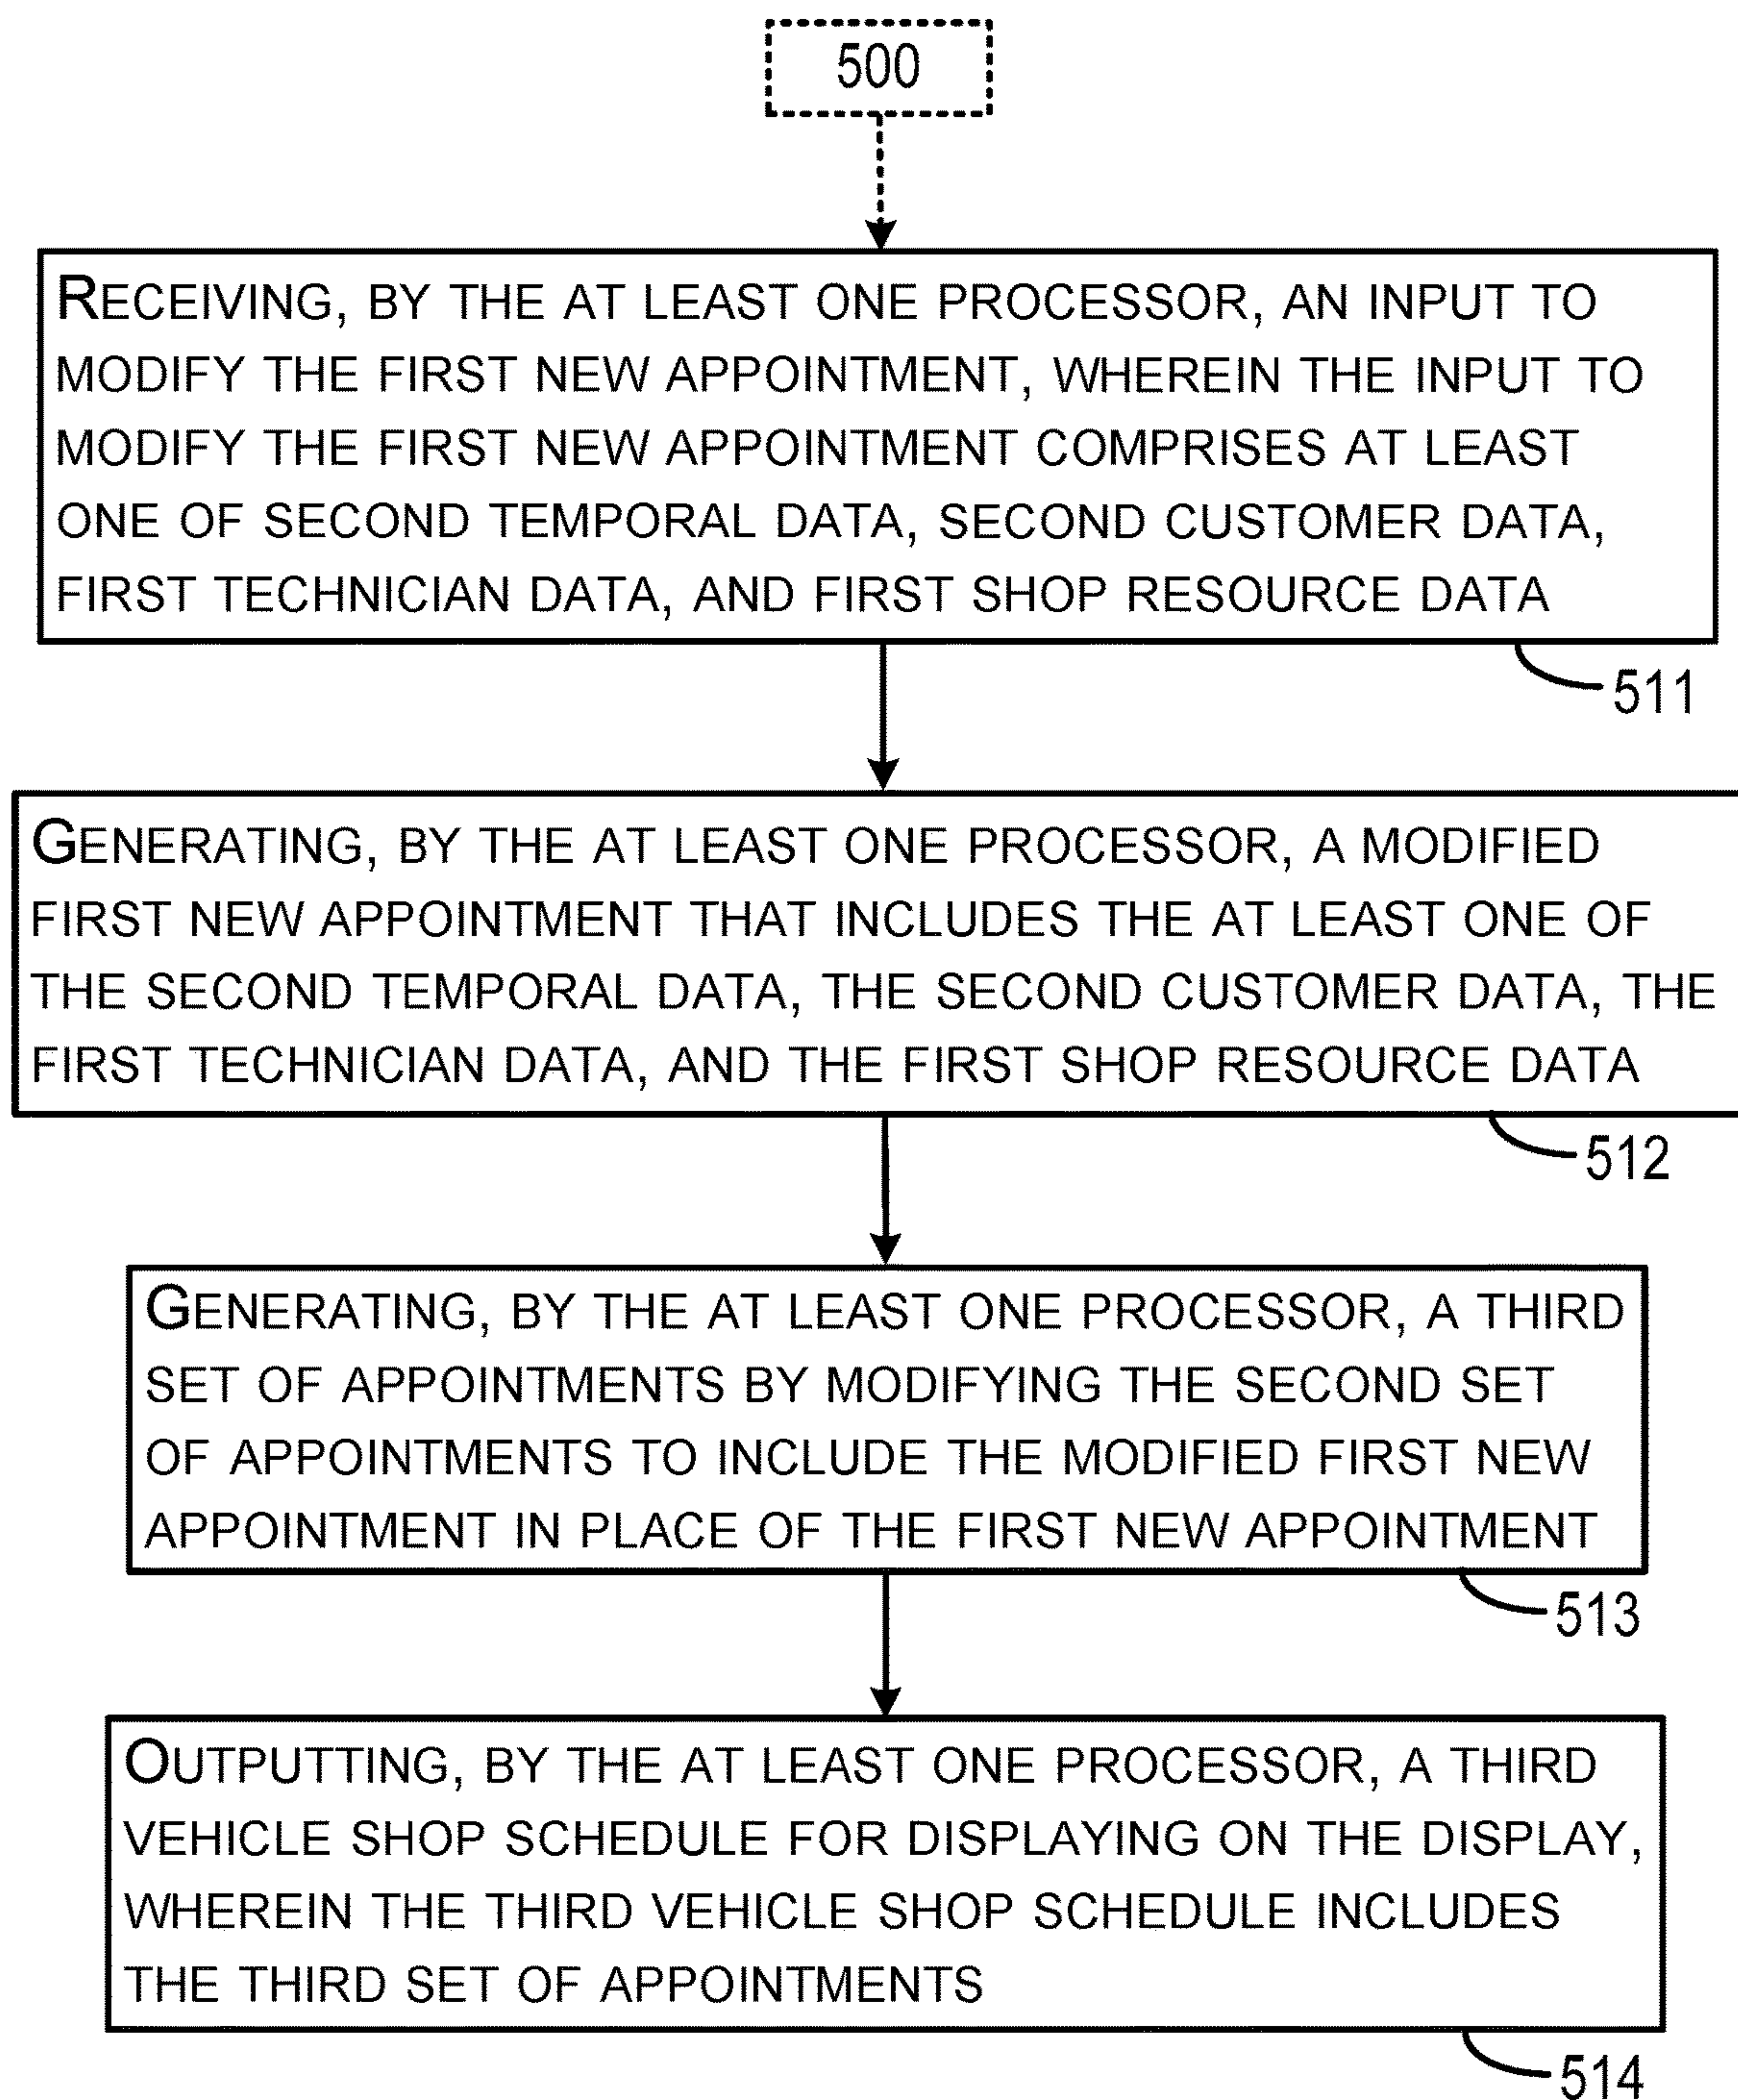 500
RECEIVING, BY THE AT LEAST ONE PROCESSOR, AN INPUT TO
MODIFY THE FIRST NEW APPOINTMENT, WHEREIN THE INPUT TO
MODIFY THE FIRST NEW APPOINTMENT COMPRISES AT LEAST
ONE OF SECOND TEMPORAL DATA, SECOND CUSTOMER DATA,
FIRST TECHNICIAN DATA, AND FIRST SHOP RESOURCE DATA
511
GENERATING, BY THE AT LEAST ONE PROCESSOR, A MODIFIED
FIRST NEW APPOINTMENT THAT INCLUDES THE AT LEAST ONE OF
THE SECOND TEMPORAL DATA, THE SECOND CUSTOMER DATA, THE
FIRST TECHNICIAN DATA, AND THE FIRST SHOP RESOURCE DATA
512
GENERATING, BY THE AT LEAST ONE PROCESSOR, A THIRD
SET OF APPOINTMENTS BY MODIFYING THE SECOND SET
OF APPOINTMENTS TO INCLUDE THE MODIFIED FIRST NEW
APPOINTMENT IN PLACE OF THE FIRST NEW APPOINTMENT
513
OUTPUTTING, BY THE AT LEAST ONE PROCESSOR, A THIRD
VEHICLE SHOP SCHEDULE FOR DISPLAYING ON THE DISPLAY,
WHEREIN THE THIRD VEHICLE SHOP SCHEDULE INCLUDES
THE THIRD SET OF APPOINTMENTS
514